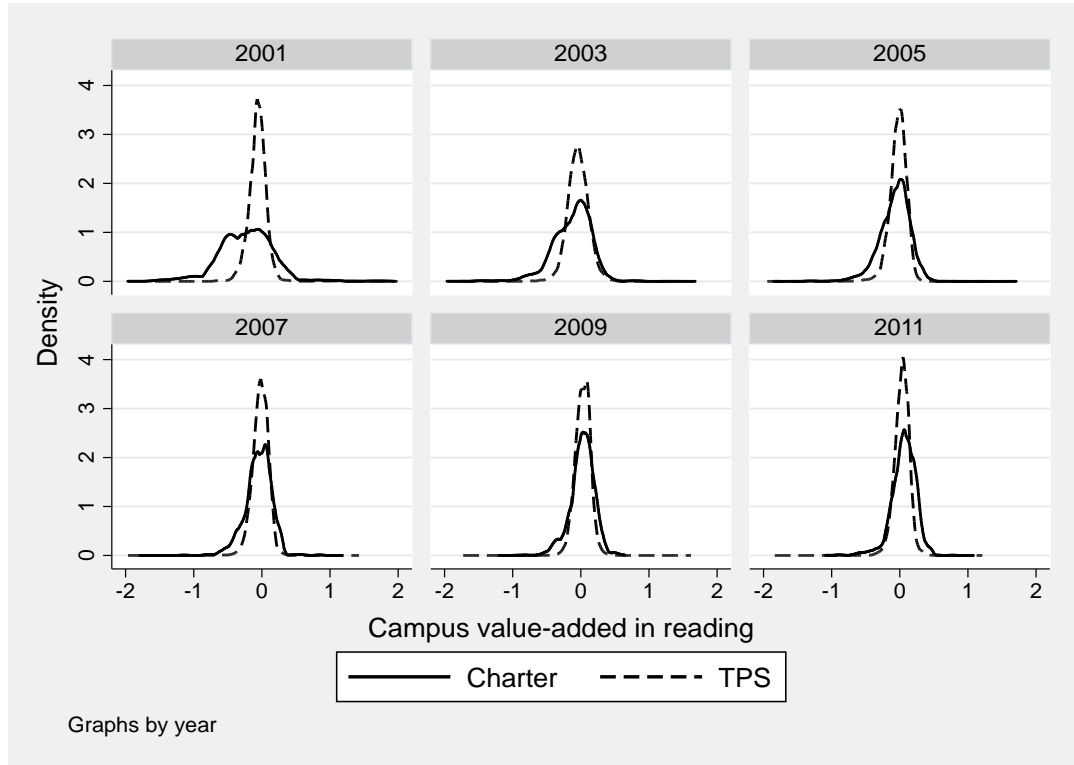 2001 2003 2005
4
3
2
1
0
2007 2009 2011
4
3
2
1
0
-2 -1 0 1 2 -2 -1 0 1 2 -2 -1 0 1 2
Density
Campus value-added in reading
Charter TPS
Graphs by year